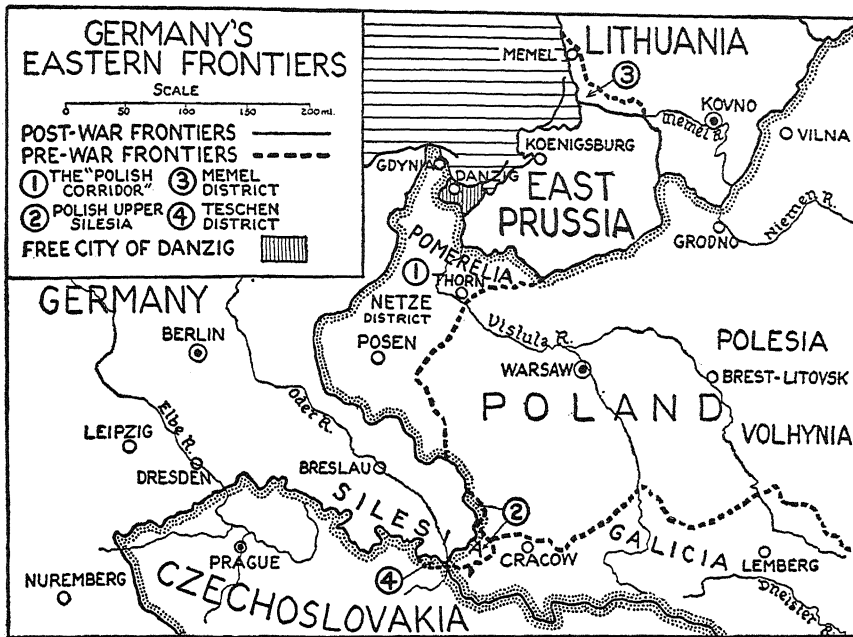 GERMANY'S
EASTERN FRONTIERS
SCALE
0 50 100 150 200 mi.
POST-WAR FRONTIERS
PRE-WAR FRONTIERS
1 THE "POLISH CORRIDOR"
3 MEMEL DISTRICT
2 POLISH UPPER SILESIA
4 TESCHEN DISTRICT
FREE CITY OF DANZIG
LITHUANIA
MEMEL
3
KOVNO
Memel R.
VILNA
KOENIGSBURG
GDYNIA
DANZIG
EAST
PRUSSIA
GRODNO
Niemen R.
POMERELIA
1
THORN
NETZE
DISTRICT
GERMANY
BERLIN
POSEN
Vistula R.
WARSAW
POLESIA
BREST-LITOVSK
POLAND
VOLHYNIA
Elbe R.
Oder R.
LEIPZIG
DRESDEN
BRESLAU
SILES
2
A
GALICIA
CRACOW
LEMBERG
PRAGUE
4
NUREMBERG
CZECHOSLOVAKIA
Dneister R.